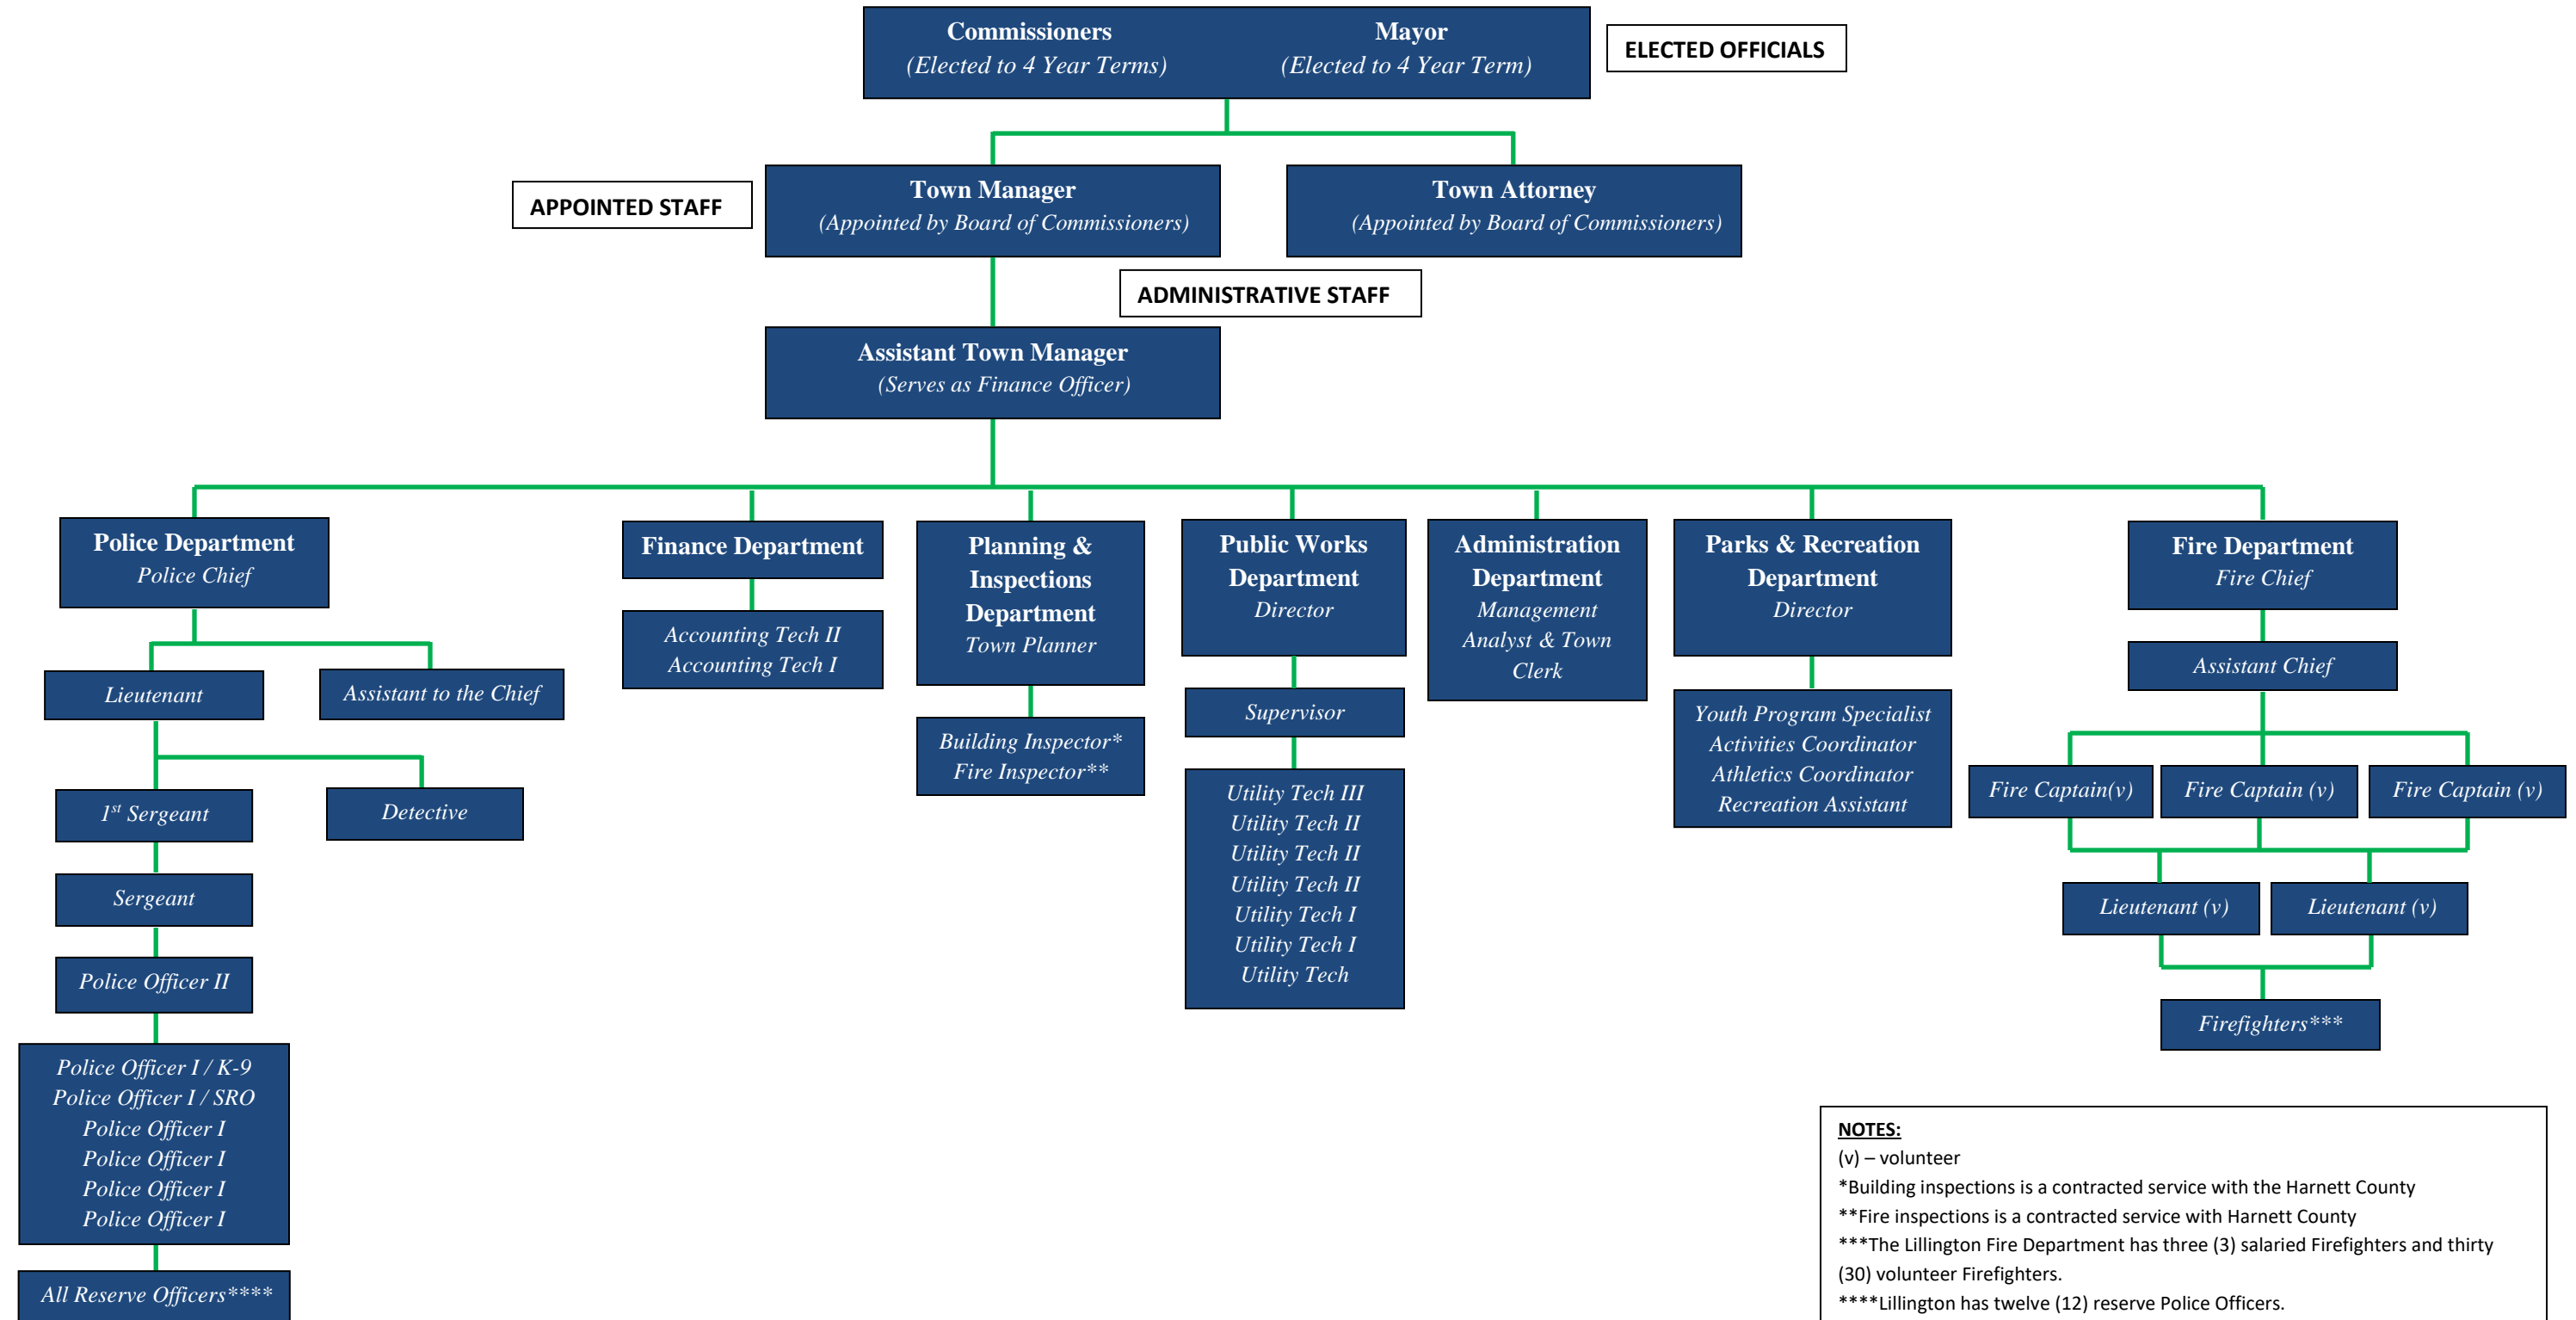 Commissioners
(Elected to 4 Year Terms)
Mayor
(Elected to 4 Year Term)
ELECTED OFFICIALS
APPOINTED STAFF
Town Manager
(Appointed by Board of Commissioners)
Town Attorney
(Appointed by Board of Commissioners)
ADMINISTRATIVE STAFF
Assistant Town Manager
(Serves as Finance Officer)
Police Department
Police Chief
Lieutenant
Assistant to the Chief
1st Sergeant
Detective
Sergeant
Police Officer II
Police Officer I / K-9
Police Officer I / SRO
Police Officer I
Police Officer I
Police Officer I
Police Officer I
All Reserve Officers****
Finance Department
Accounting Tech II
Accounting Tech I
Planning &
Inspections
Department
Town Planner
Building Inspector*
Fire Inspector**
Public Works
Department
Director
Supervisor
Utility Tech III
Utility Tech II
Utility Tech II
Utility Tech II
Utility Tech I
Utility Tech I
Utility Tech
Administration
Department
Management
Analyst & Town
Clerk
Parks & Recreation
Department
Director
Youth Program Specialist
Activities Coordinator
Athletics Coordinator
Recreation Assistant
Fire Department
Fire Chief
Assistant Chief
Fire Captain(v)
Fire Captain (v)
Fire Captain (v)
Lieutenant (v)
Lieutenant (v)
Firefighters***
NOTES:
(v) – volunteer
*Building inspections is a contracted service with the Harnett County
**Fire inspections is a contracted service with Harnett County
***The Lillington Fire Department has three (3) salaried Firefighters and thirty
(30) volunteer Firefighters.
****Lillington has twelve (12) reserve Police Officers.